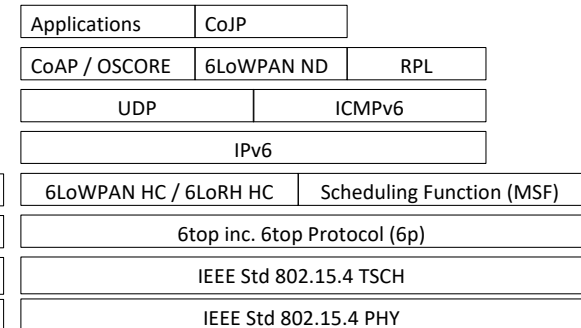 Applications CoJP
CoAP / OSCORE 6LoWPAN ND RPL
UDP ICMPv6
IPv6
6LoWPAN HC / 6LoRH HC Scheduling Function (MSF)
6top inc. 6top Protocol (6p)
IEEE Std 802.15.4 TSCH
IEEE Std 802.15.4 PHY